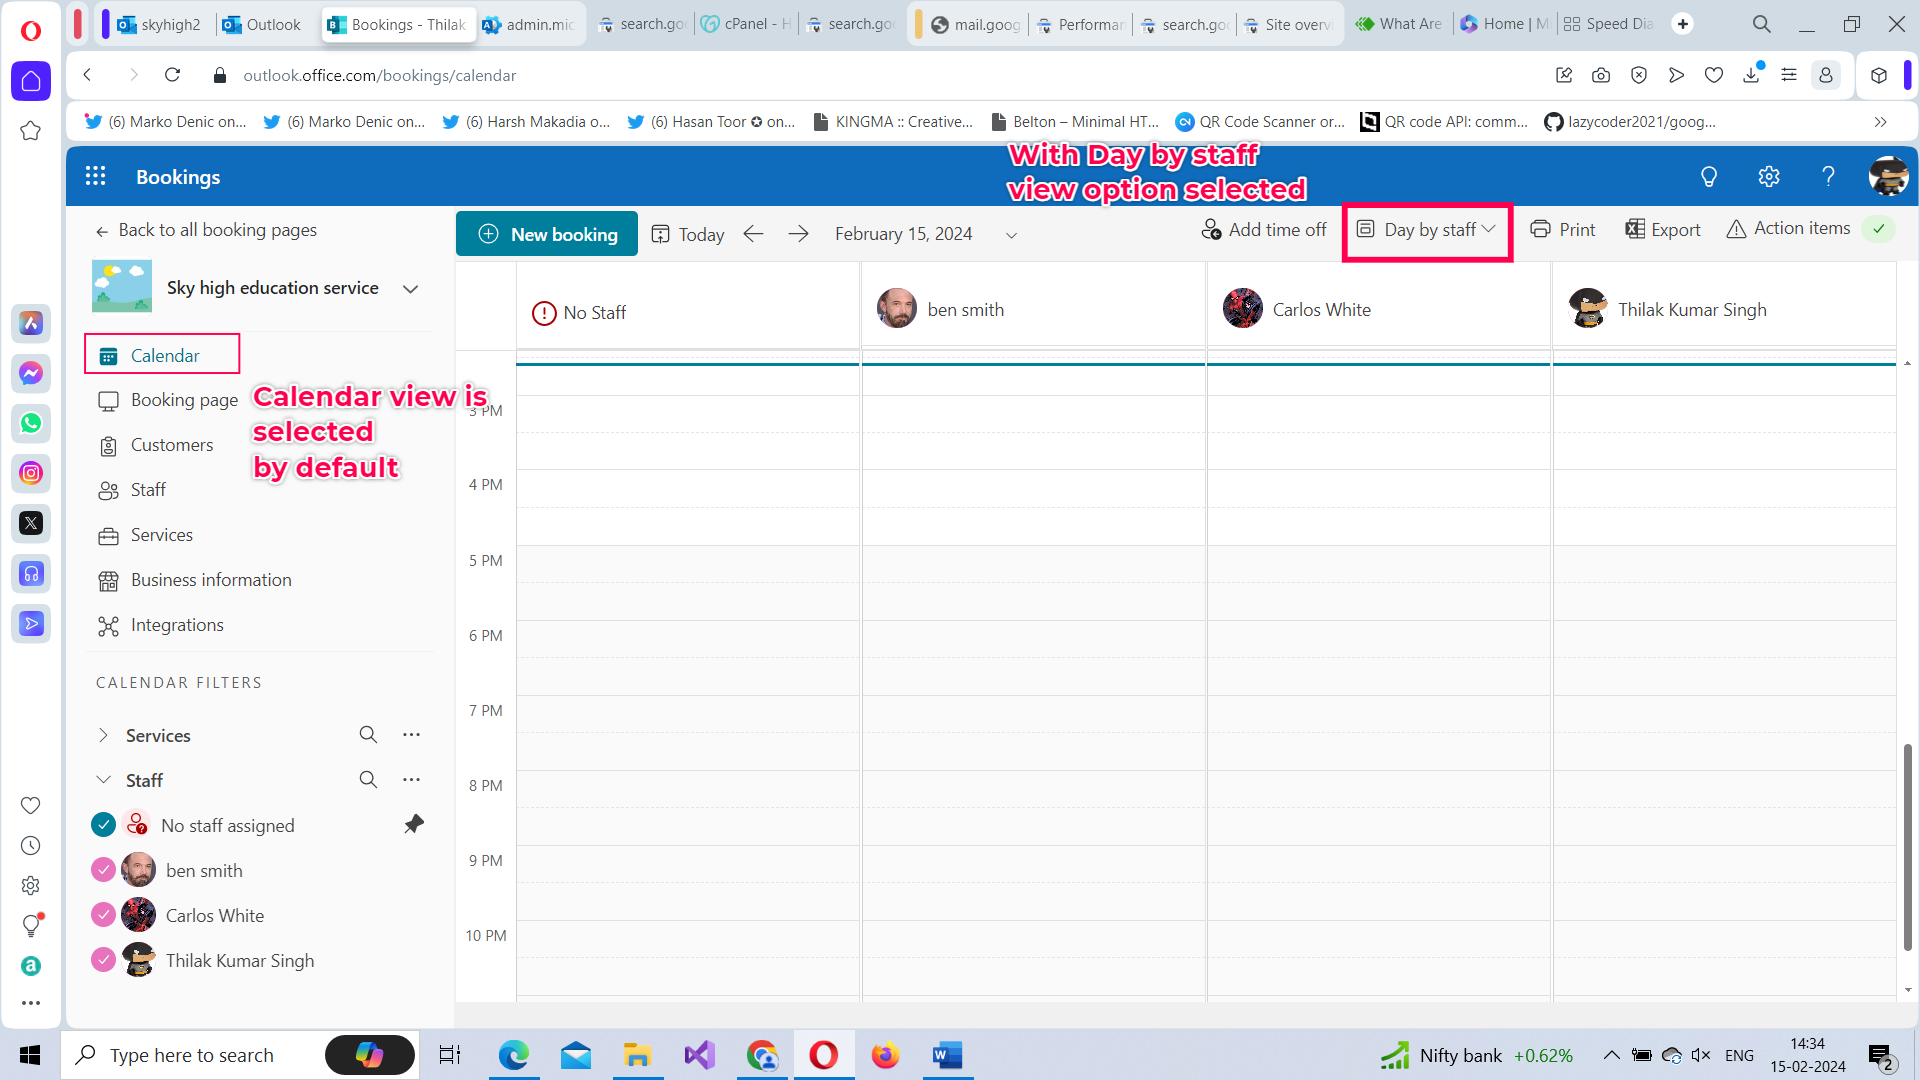 skyhigh2
Outlook
Bookings - Thilak
admin.mic
search.goo
cPanel - H
search.goo
mail.goog
Performan
search.goo
Site overvi
What Are
Home | M
Speed Dia
outlook.office.com/bookings/calendar
(6) Marko Denic on...
(6) Marko Denic on...
(6) Harsh Makadia o...
(6) Hasan Toor ✪ on...
KINGMA :: Creative...
Belton – Minimal HT...
QR Code Scanner or...
QR code API: comm...
lazycoder2021/goog...
With Day by staff
view option selected
Bookings
Back to all booking pages
New booking
Today
February 15, 2024
Add time off
Day by staff
Print
Export
Action items
Sky high education service
No Staff
ben smith
Carlos White
Thilak Kumar Singh
Calendar
Booking page
Customers
Staff
Services
Business information
Integrations
Calendar view is
selected
by default
3 PM
4 PM
5 PM
6 PM
7 PM
8 PM
9 PM
10 PM
CALENDAR FILTERS
Services
Staff
No staff assigned
ben smith
Carlos White
Thilak Kumar Singh
Type here to search
Nifty bank +0.62%
ENG
14:34
15-02-2024
2